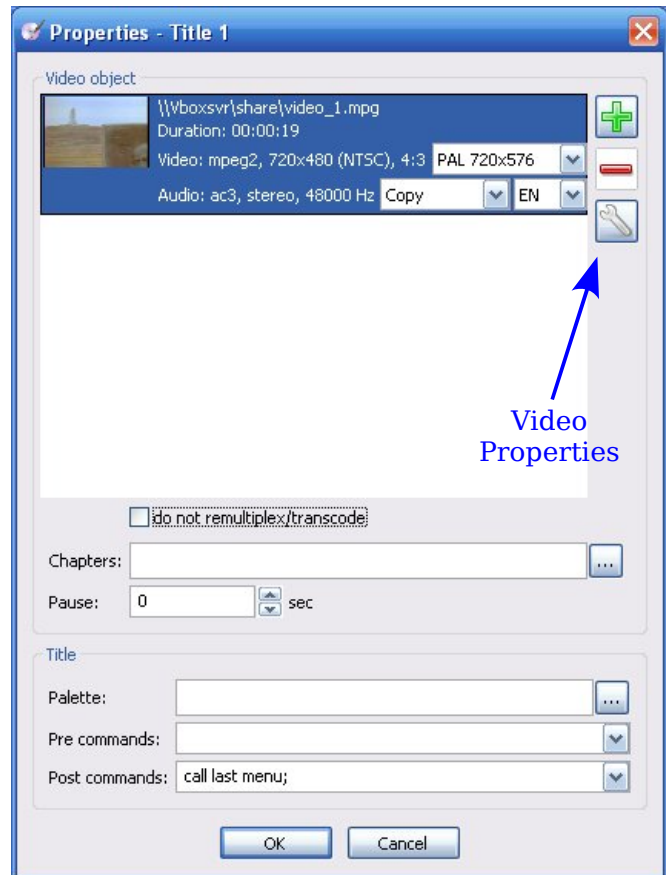 Properties - Title 1
Video object
\\Vboxsvr\share\video_1.mpg
Duration: 00:00:19
Video: mpeg2, 720x480 (NTSC), 4:3 PAL 720x576
Audio: ac3, stereo, 48000 Hz Copy EN
Video
Properties
do not remultiplex/transcode
Chapters: ...
Pause: 0 sec
Title
Palette: ...
Pre commands:
Post commands: call last menu;
OK Cancel